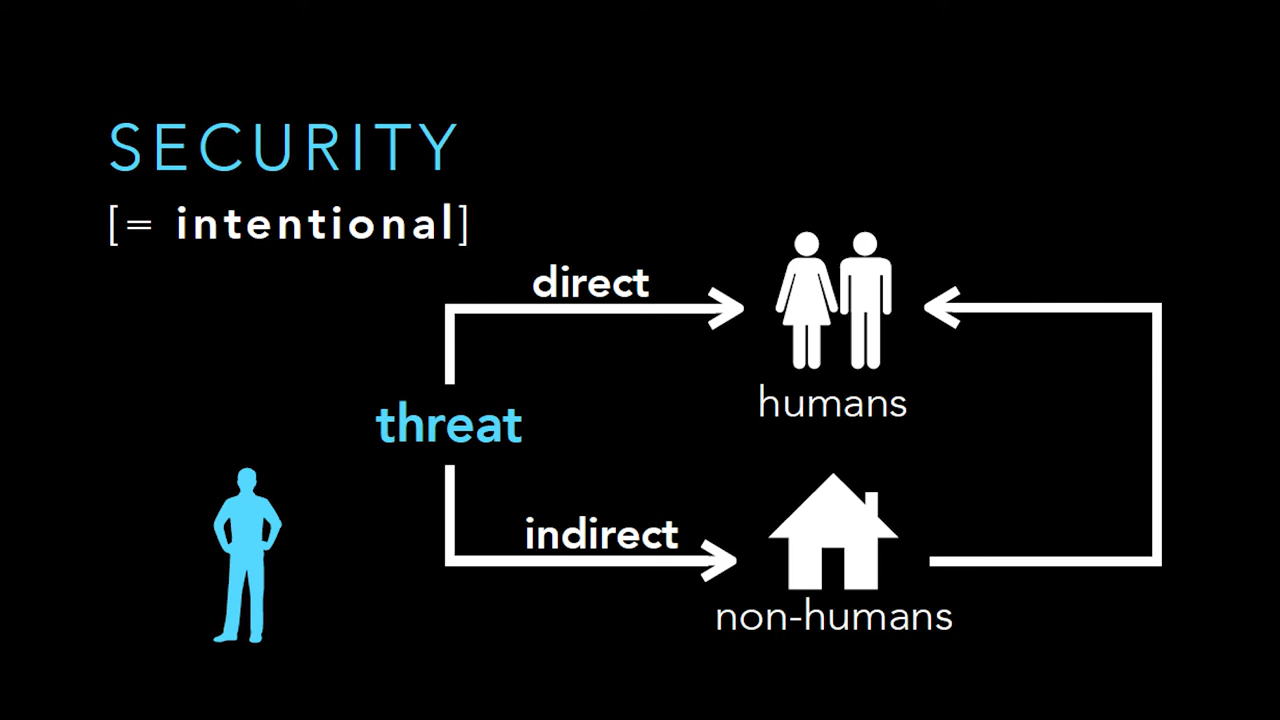 SECURITY
[= intentional]
direct
humans
threat
indirect
non-humans